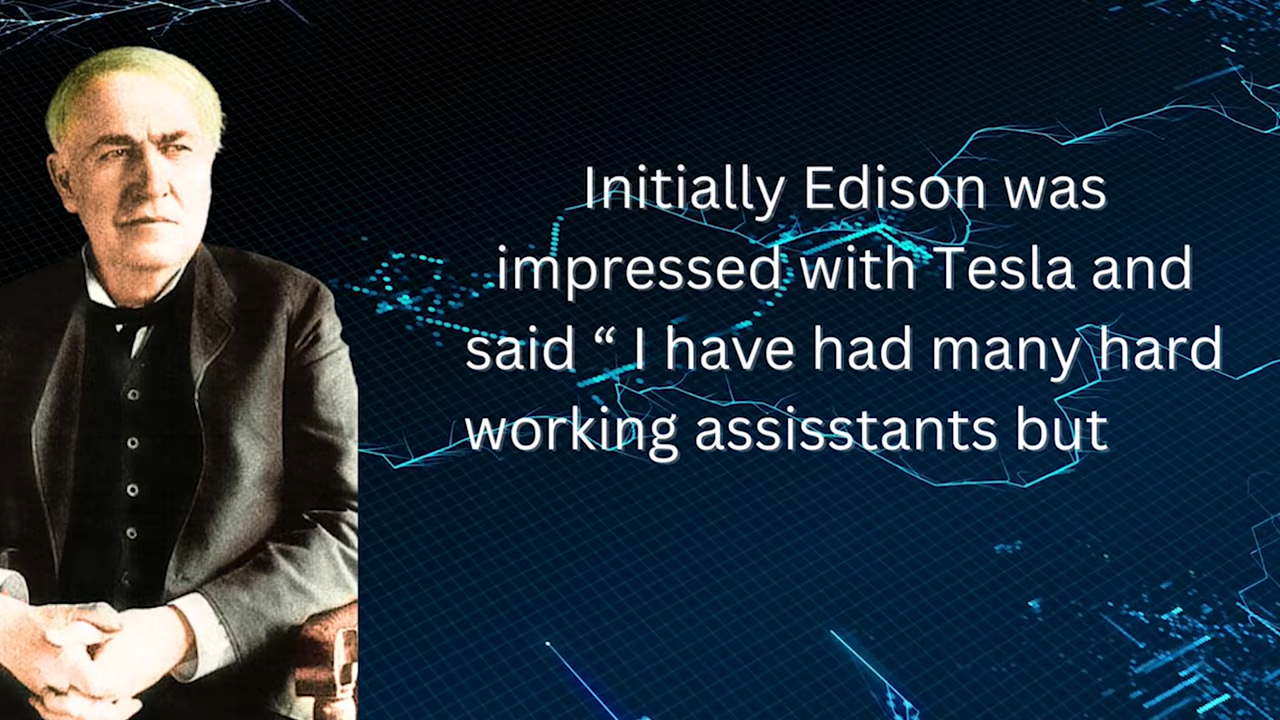 Initially Edison was
impressed with Tesla and
said “ I have had many hard
working assisstants but